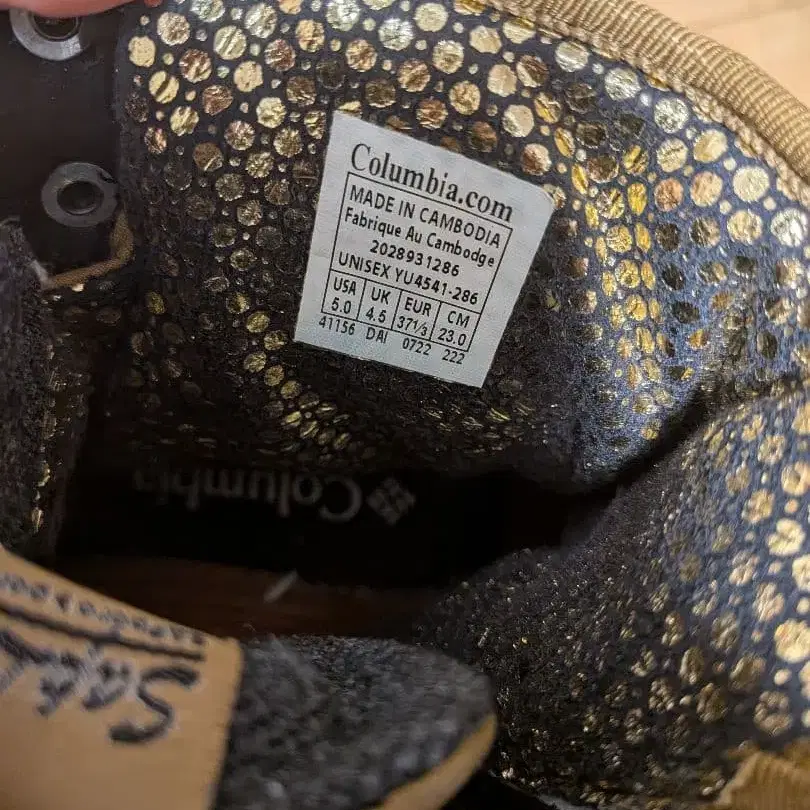 Columbia.com
MADE IN CAMBODIA
Fabrique Au Cambodge
2028931286
UNISEX YU4541-286
USA UK EUR CM
5.0 4.5 37 1/3 23.0
41156 DAI 0722 222
Columbia